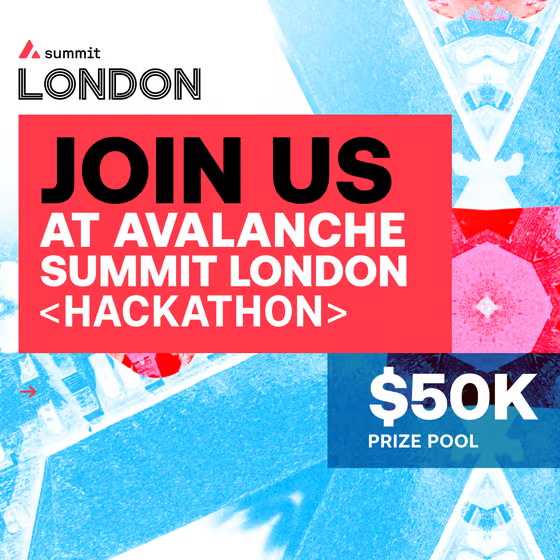 summit
LONDON
JOIN US
AT AVALANCHE
SUMMIT LONDON
<HACKATHON>
$50K
PRIZE POOL